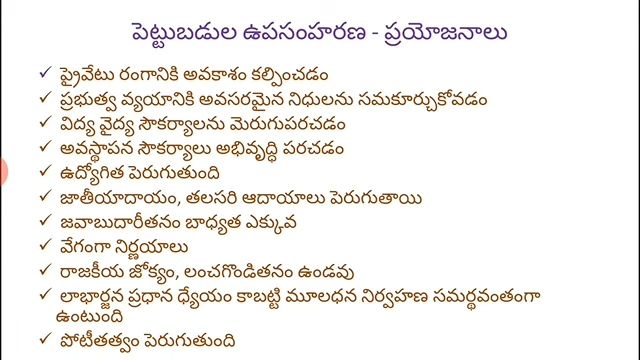 పెట్టుబడుల ఉపసంహరణ - ప్రయోజనాలు
✓ ప్రైవేటు రంగానికి అవకాశం కల్పించడం
✓ ప్రభుత్వ వ్యయానికి అవసరమైన నిధులను సమకూర్చుకోవడం
✓ విద్య వైద్య సౌకర్యాలను మెరుగుపరచడం
✓ అవస్థాపన సౌకర్యాలు అభివృద్ధి పరచడం
✓ ఉద్యోగిత పెరుగుతుంది
✓ జాతీయాదాయం, తలసరి ఆదాయాలు పెరుగుతాయి
✓ జవాబుదారీతనం బాధ్యత ఎక్కువ
✓ వేగంగా నిర్ణయాలు
✓ రాజకీయ జోక్యం, లంచగొండితనం ఉండవు
✓ లాభార్జన ప్రధాన ధ్యేయం కాబట్టి మూలధన నిర్వహణ సమర్థవంతంగా
ఉంటుంది
✓ పోటీతత్వం పెరుగుతుంది